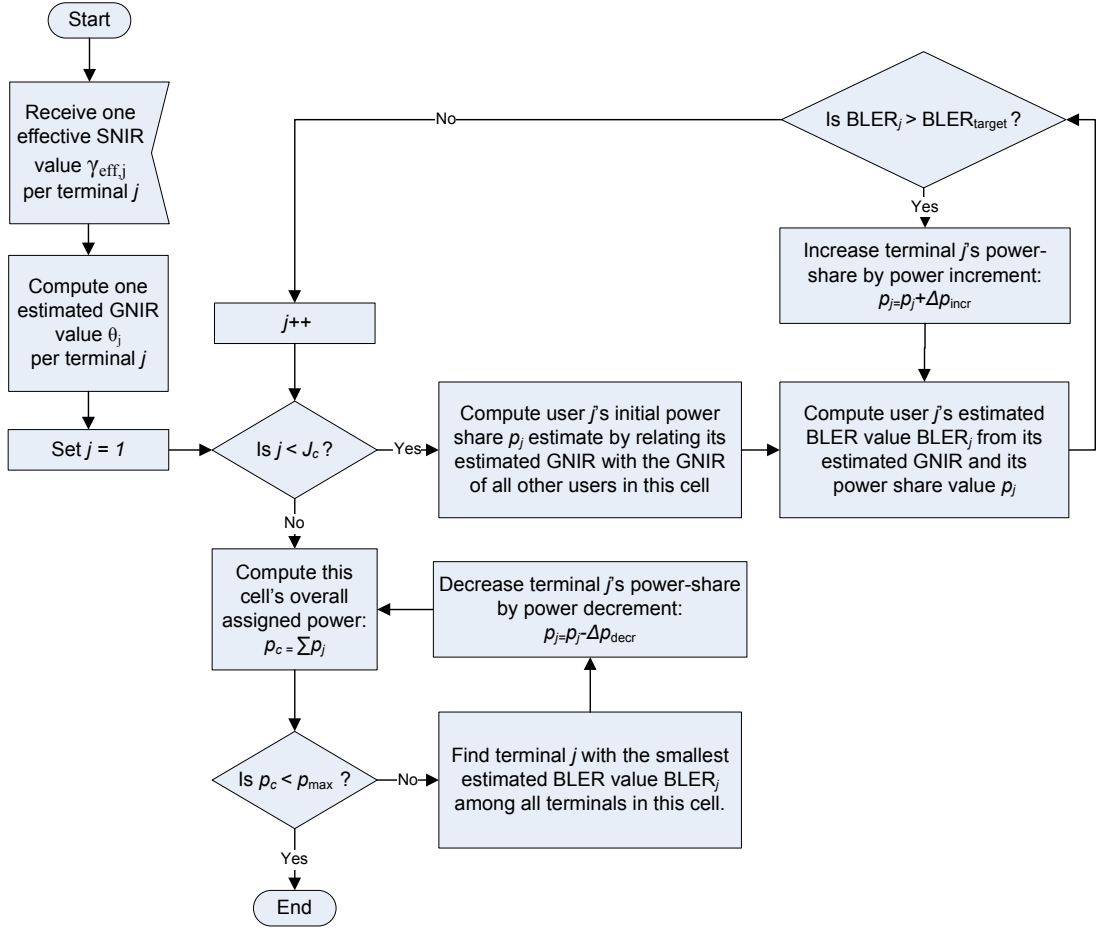 Start
Receive one
effective SNIR
value γeff,j
per terminal j
Compute one
estimated GNIR
value θj
per terminal j
Set j = 1
j++
Is j < Jc?
Yes
Compute user j's initial power
share pj estimate by relating its
estimated GNIR with the GNIR
of all other users in this cell
Compute user j's estimated
BLER value BLERj from its
estimated GNIR and its
power share value pj
Is BLERj > BLERtarget ?
No
Yes
Increase terminal j's power-
share by power increment:
pj=pj+Δpincr
No
Compute this
cell's overall
assigned power:
pc = ∑pj
Is pc < pmax ?
No
Find terminal j with the smallest
estimated BLER value BLERj
among all terminals in this cell.
Decrease terminal j's power-share
by power decrement:
pj=pj-Δpdecr
Yes
End